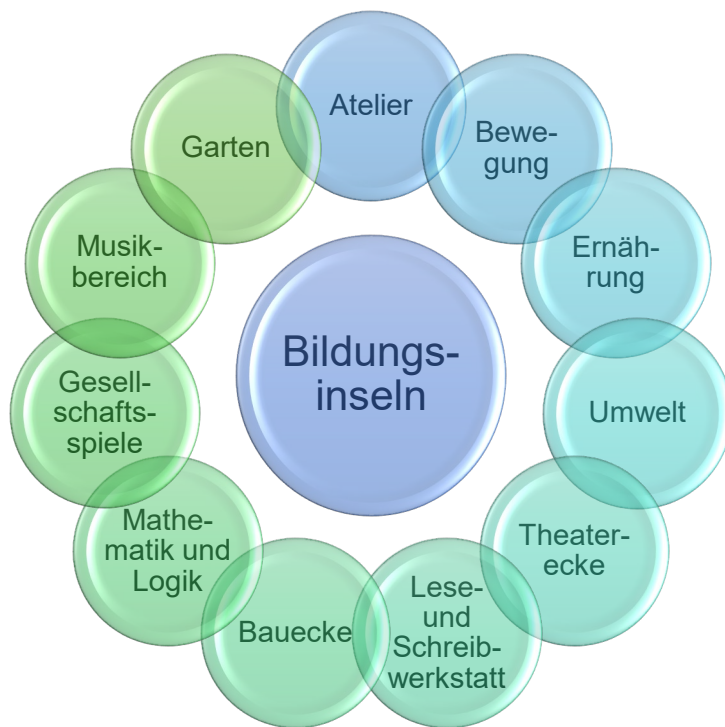 Atelier
Bewe-
gung
Ernäh-
rung
Umwelt
Theater-
ecke
Lese-
und
Schreib-
werkstatt
Bauecke
Mathe-
matik und
Logik
Gesell-
schafts-
spiele
Musik-
bereich
Garten
Bildungs-
inseln